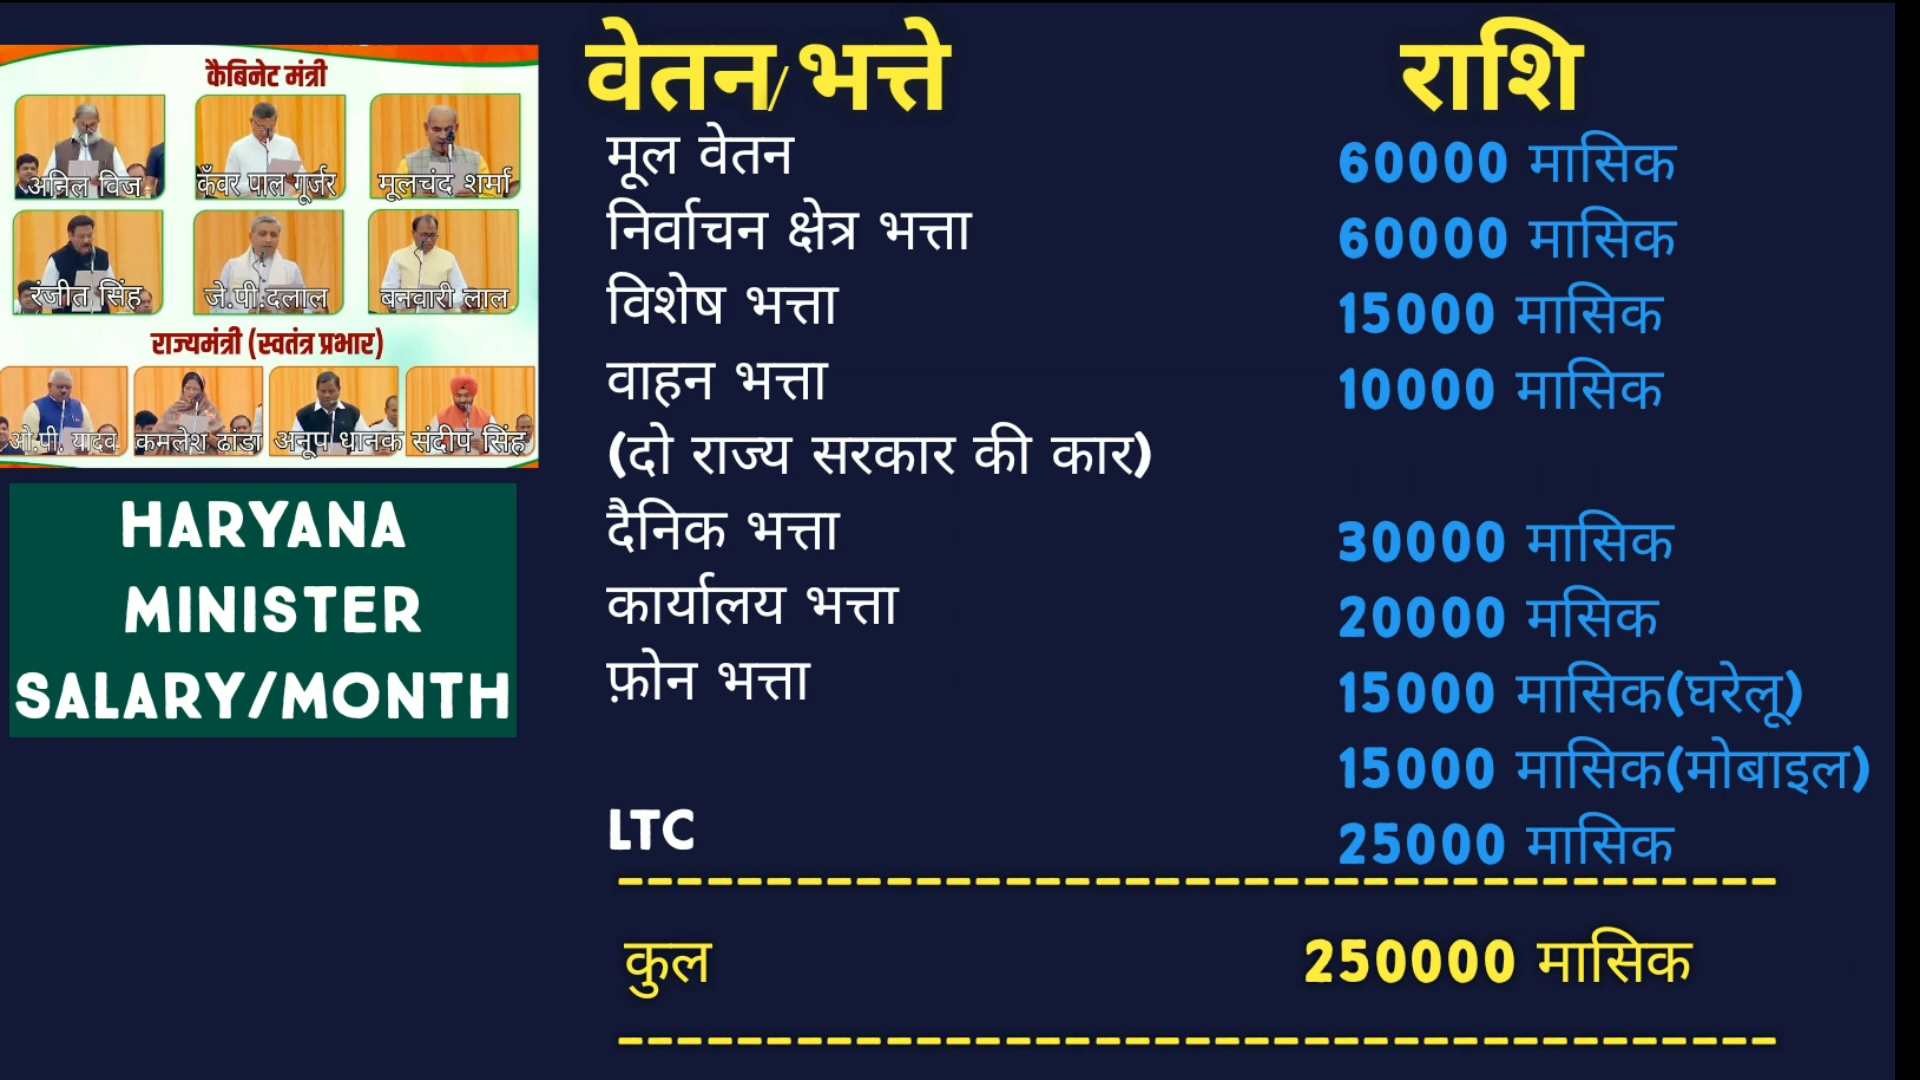 कैबिनेट मंत्री
अनिल विज
कँवर पाल गूर्जर
मूलचंद शर्मा
रंजीत सिंह
जे.पी.दलाल
बनवारी लाल
राज्यमंत्री (स्वतंत्र प्रभार)
ओ.पी. यादव
कमलेश ढांडा
अनूप धानक
संदीप सिंह
HARYANA
MINISTER
SALARY/MONTH
वेतन/भत्ते राशि
मूल वेतन 60000 मासिक
निर्वाचन क्षेत्र भत्ता 60000 मासिक
विशेष भत्ता 15000 मासिक
वाहन भत्ता 10000 मासिक
(दो राज्य सरकार की कार)
दैनिक भत्ता 30000 मासिक
कार्यालय भत्ता 20000 मसिक
फ़ोन भत्ता 15000 मासिक(घरेलू)
15000 मासिक(मोबाइल)
LTC 25000 मासिक
कुल 250000 मासिक